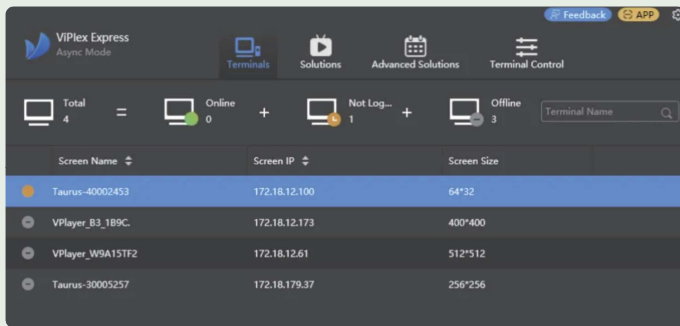 Feedback APP
ViPlex Express
Async Mode
Terminals Solutions Advanced Solutions Terminal Control
Total Online Not Log... Offline
4 = 0 + 1 + 3 Terminal Name
Screen Name Screen IP Screen Size
Taurus-40002453 172.18.12.100 64*32
VPlayer_B3_1B9C. 172.18.12.173 400*400
VPlayer_W9A15TF2 172.18.12.61 512*512
Taurus-30005257 172.18.179.37 256*256